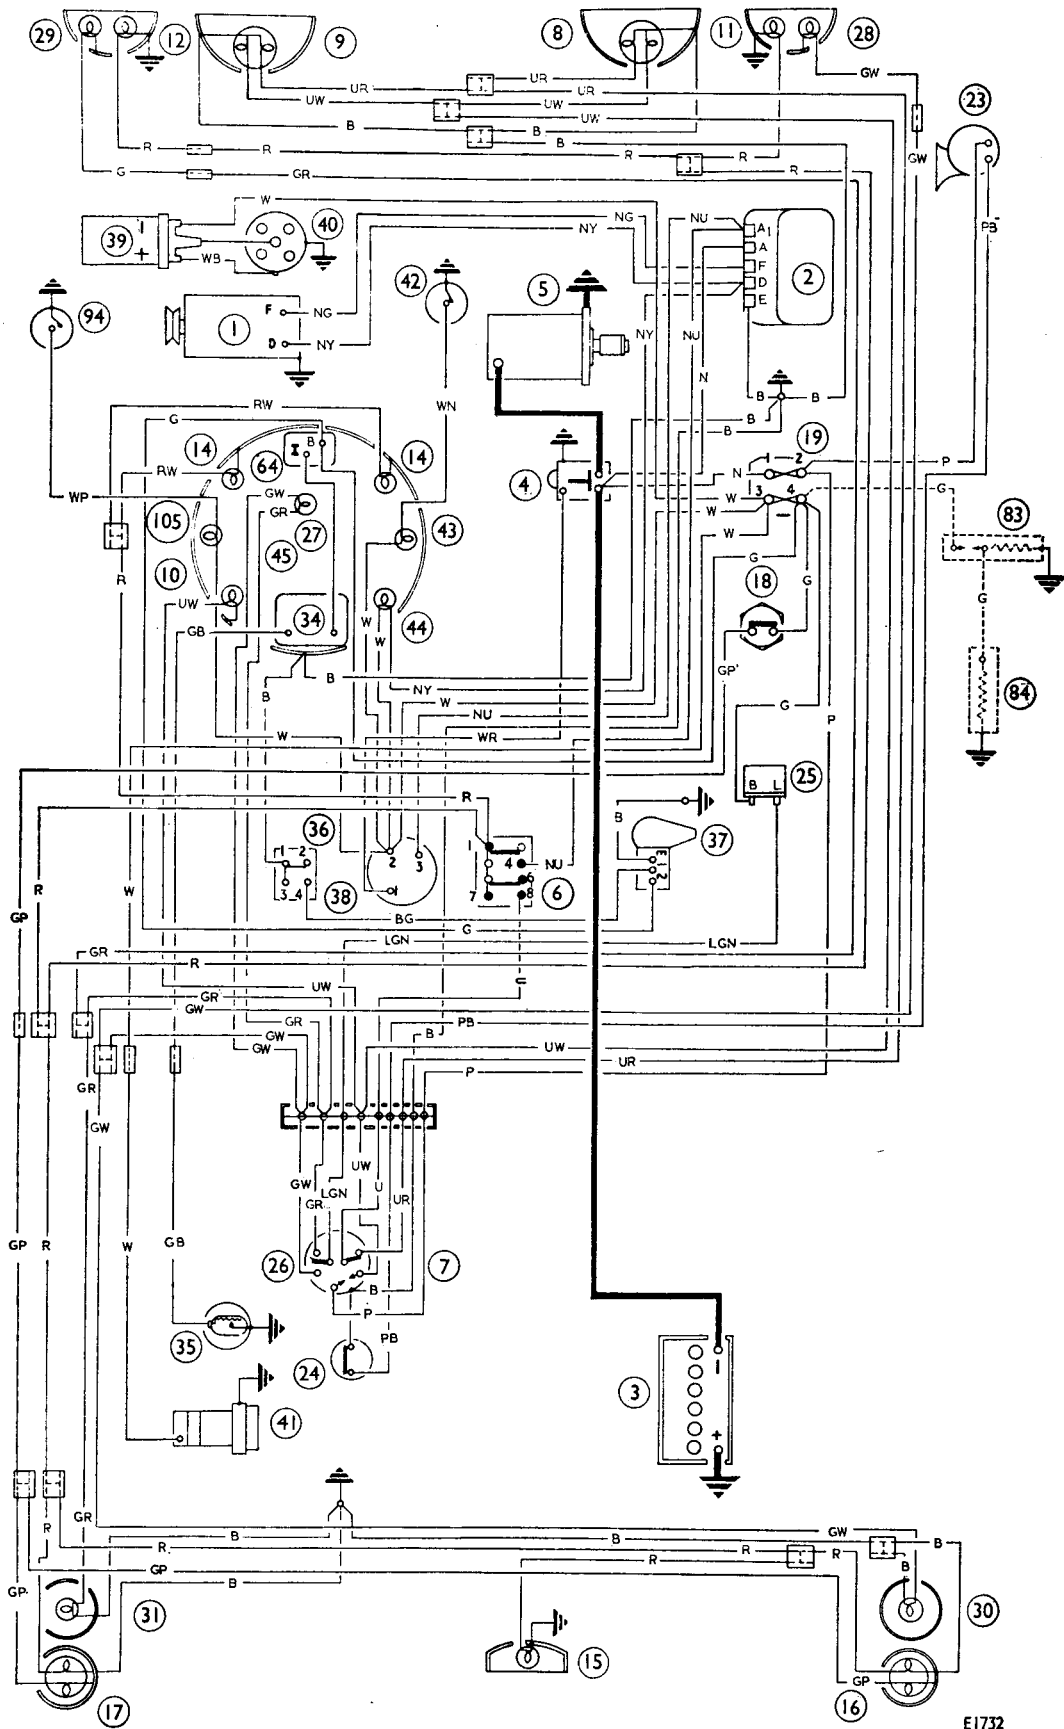 29
12
9
8
11
28
UR
UR
UR
GW
UW
UW
UW
23
B
B
B
R
R
R
R
R
GW
G
GR
W
NG
NU
A1
PB
39
-
+
40
NY
A
WB
F
2
42
5
D
94
1
F
NG
E
D
NY
NY
NU
N
WN
RW
B
B
G
B
B
14
I
B
14
64
19
1
2
P
RW
4
N
WP
GW
W
3
4
G
105
GR
27
43
W
83
45
W
R
10
G
18
G
UW
34
44
W
W
G
GB
GP
84
B
B
NY
W
G
P
NU
W
WR
B
L
25
R
B
36
37
1
2
2
3
1
4
NU
E
1
2
R
W
6
3
4
38
1
7
8
6
GP
BG
G
LGN
LGN
GR
R
UW
U
GR
GW
GR
PB
GW
B
UW
GW
UR
GR
P
GW
UW
GW
LGN
U
GR
UR
GP
R
W
GB
26
7
B
P
35
PB
24
-
3
41
+
GR
R
B
GW
R
B
R
R
B
GP
R
B
GP
B
31
30
15
GP
17
16
E1732